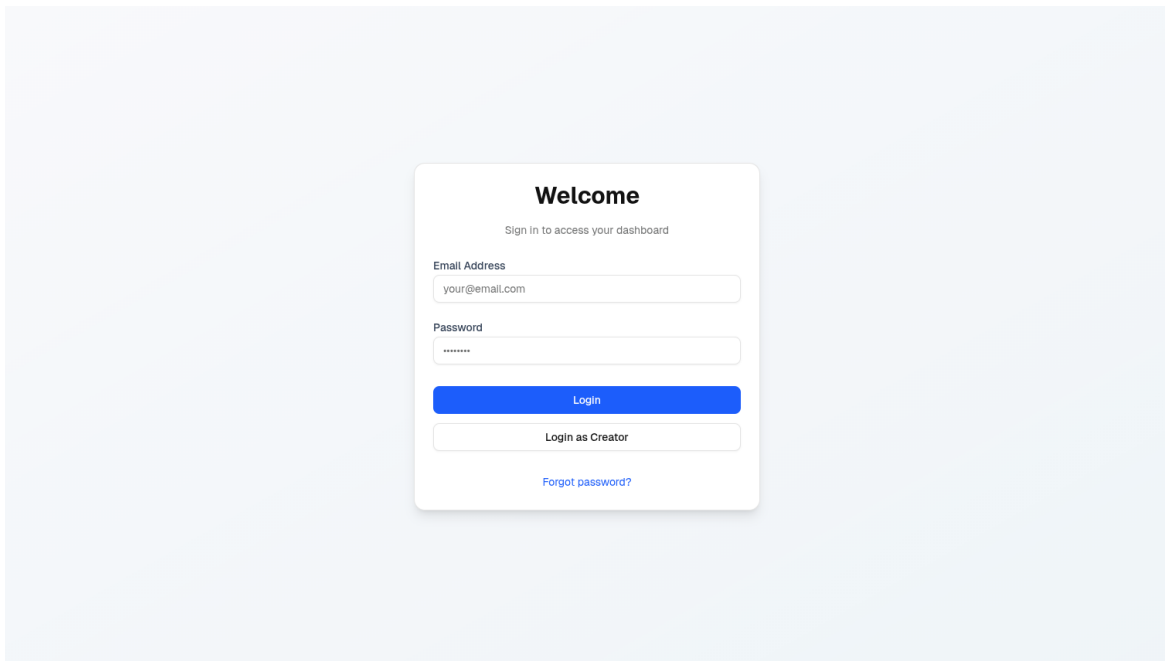 Welcome
Sign in to access your dashboard
Email Address
your@email.com
Password
••••••••
Login
Login as Creator
Forgot password?